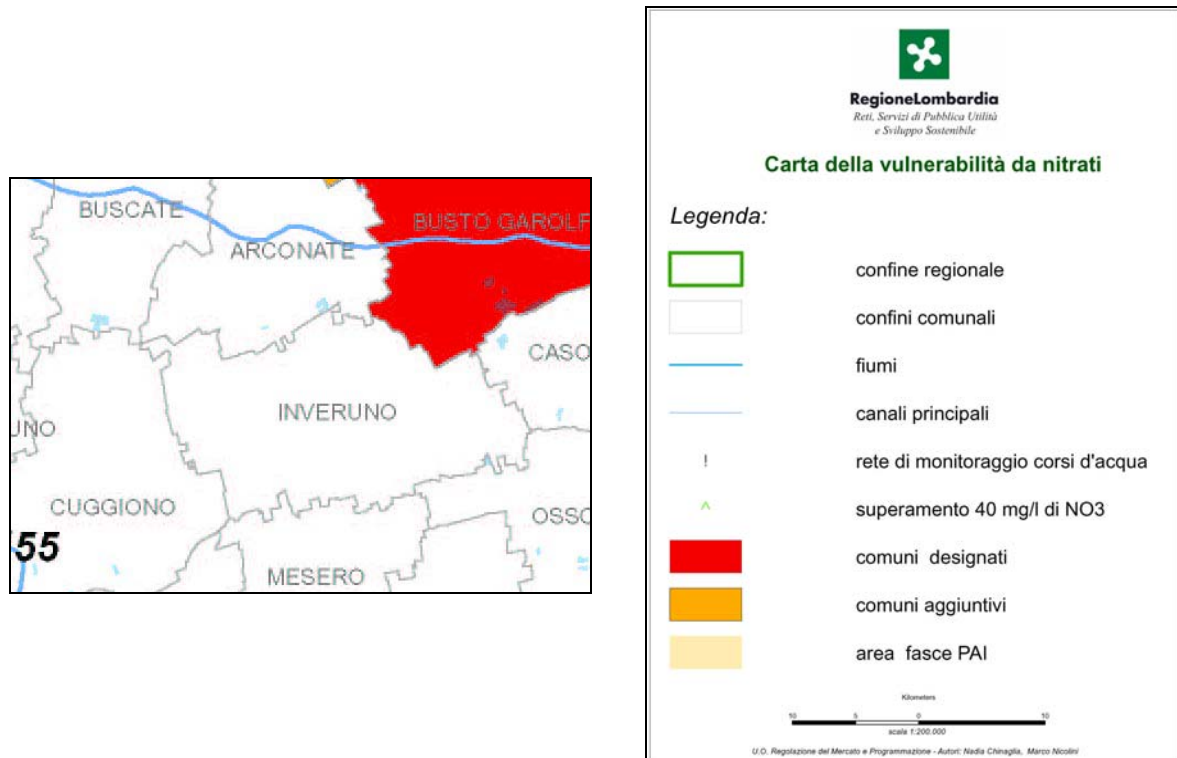 BUSCATE
BUSTO GAROLF
ARCONATE
CASO
INVERUNO
UNO
CUGGIONO
OSSO
55
MESERO
RegioneLombardia
Reti, Servizi di Pubblica Utilità
e Sviluppo Sostenibile
Carta della vulnerabilità da nitrati
Legenda:
confine regionale
confini comunali
fiumi
canali principali
! rete di monitoraggio corsi d'acqua
^ superamento 40 mg/l di NO3
comuni designati
comuni aggiuntivi
area fasce PAI
Kilometers
10 5 0 10
scala 1:200.000
U.O. Regolazione del Mercato e Programmazione - Autori: Nadia Chinaglia, Marco Nicolini